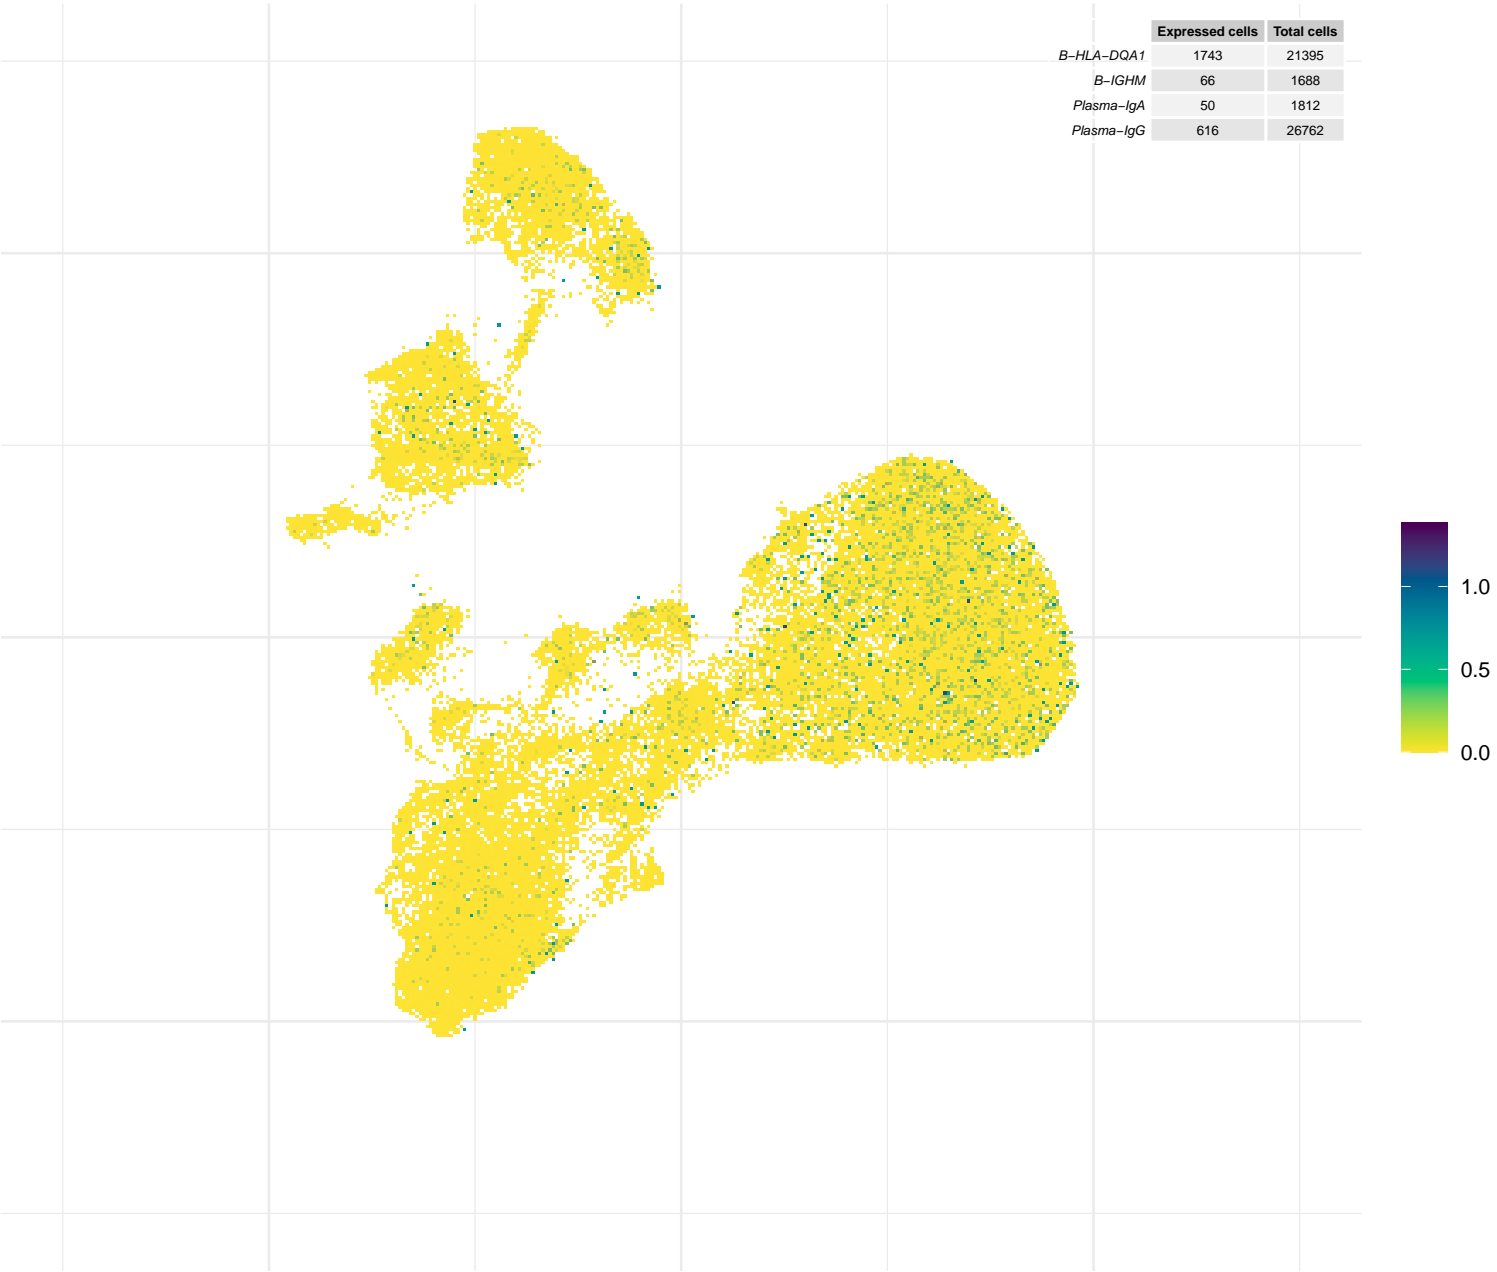 Expressed cells Total cells
B−HLA−DQA1 1743 21395
B−IGHM 66 1688
Plasma−IgA 50 1812
Plasma−IgG 616 26762
1.0
0.5
0.0